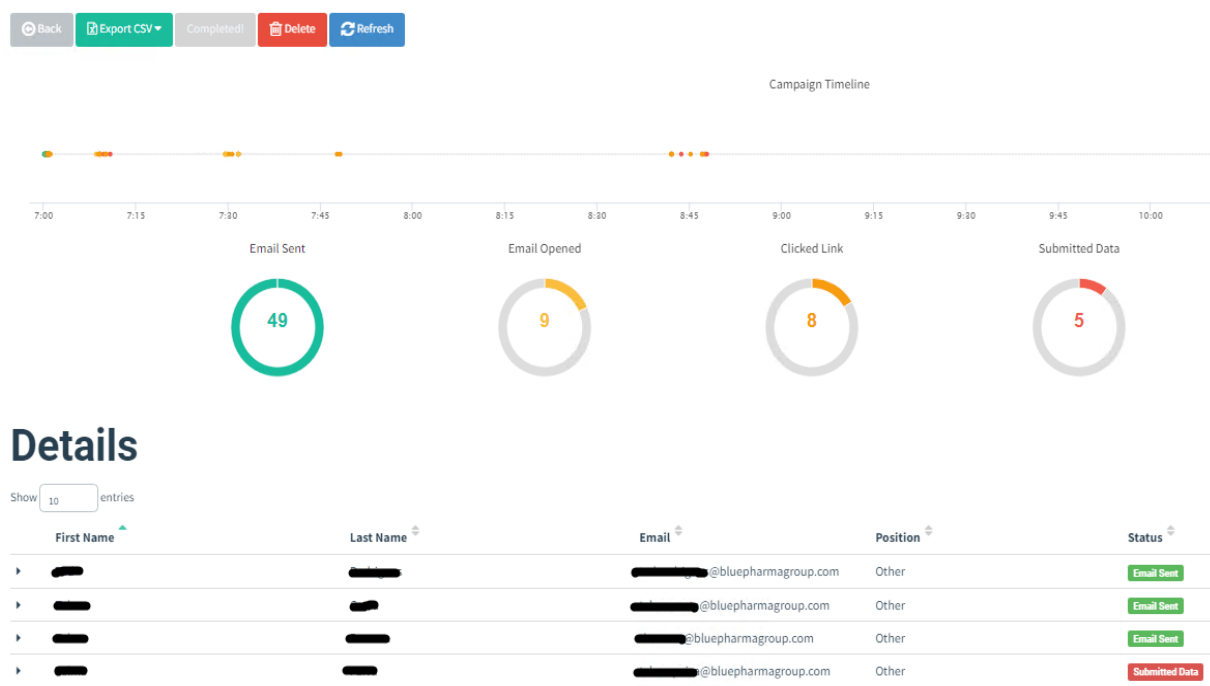 Back Export CSV Completed! Delete Refresh
Campaign Timeline
7:00 7:15 7:30 7:45 8:00 8:15 8:30 8:45 9:00 9:15 9:30 9:45 10:00
Email Sent Email Opened Clicked Link Submitted Data
49 9 8 5
Details
Show 10 entries
First Name Last Name Email Position Status
@bluepharmagroup.com Other Email Sent
@bluepharmagroup.com Other Email Sent
@bluepharmagroup.com Other Email Sent
@bluepharmagroup.com Other Submitted Data